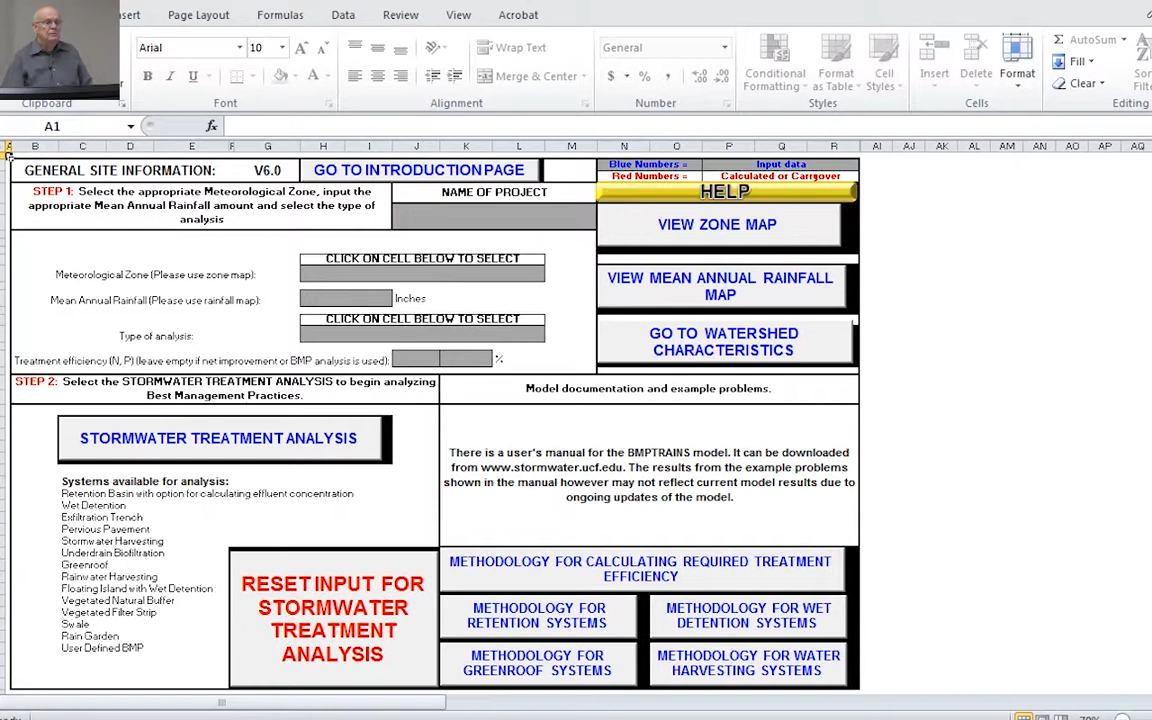 nsert Page Layout Formulas Data Review View Acrobat
Arial 10 A A Wrap Text General Σ AutoSum
B I U A Merge & Center $ % , Conditional Formatting Format as Table Cell Styles Insert Delete Format Fill Clear Sor
Clipboard Font Alignment Number Styles Cells Editing
A1 fx
A B C D E F G H I J K L M N O P Q R AI AJ AK AL AM AN AO AP AQ
GENERAL SITE INFORMATION: V6.0
GO TO INTRODUCTION PAGE
Blue Numbers = Input data
Red Numbers = Calculated or Carryover
STEP 1: Select the appropriate Meteorological Zone, input the
appropriate Mean Annual Rainfall amount and select the type of
analysis
NAME OF PROJECT
HELP
VIEW ZONE MAP
CLICK ON CELL BELOW TO SELECT
Meteorological Zone (Please use zone map):
Mean Annual Rainfall (Please use rainfall map): Inches
VIEW MEAN ANNUAL RAINFALL
MAP
CLICK ON CELL BELOW TO SELECT
Type of analysis:
GO TO WATERSHED
CHARACTERISTICS
Treatment efficiency (N, P) (leave empty if net improvement or BMP analysis is used): %
STEP 2: Select the STORMWATER TREATMENT ANALYSIS to begin analyzing
Best Management Practices.
Model documentation and example problems.
STORMWATER TREATMENT ANALYSIS
There is a user's manual for the BMPTRAINS model. It can be downloaded
from www.stormwater.ucf.edu. The results from the example problems
shown in the manual however may not reflect current model results due to
ongoing updates of the model.
Systems available for analysis:
Retention Basin with option for calculating effluent concentration
Wet Detention
Exfiltration Trench
Pervious Pavement
Stormwater Harvesting
Underdrain Biofiltration
Greenroof
Rainwater Harvesting
Floating Island with Wet Detention
Vegetated Natural Buffer
Vegetated Filter Strip
Swale
Rain Garden
User Defined BMP
RESET INPUT FOR
STORMWATER
TREATMENT
ANALYSIS
METHODOLOGY FOR CALCULATING REQUIRED TREATMENT
EFFICIENCY
METHODOLOGY FOR
RETENTION SYSTEMS
METHODOLOGY FOR WET
DETENTION SYSTEMS
METHODOLOGY FOR
GREENROOF SYSTEMS
METHODOLOGY FOR WATER
HARVESTING SYSTEMS